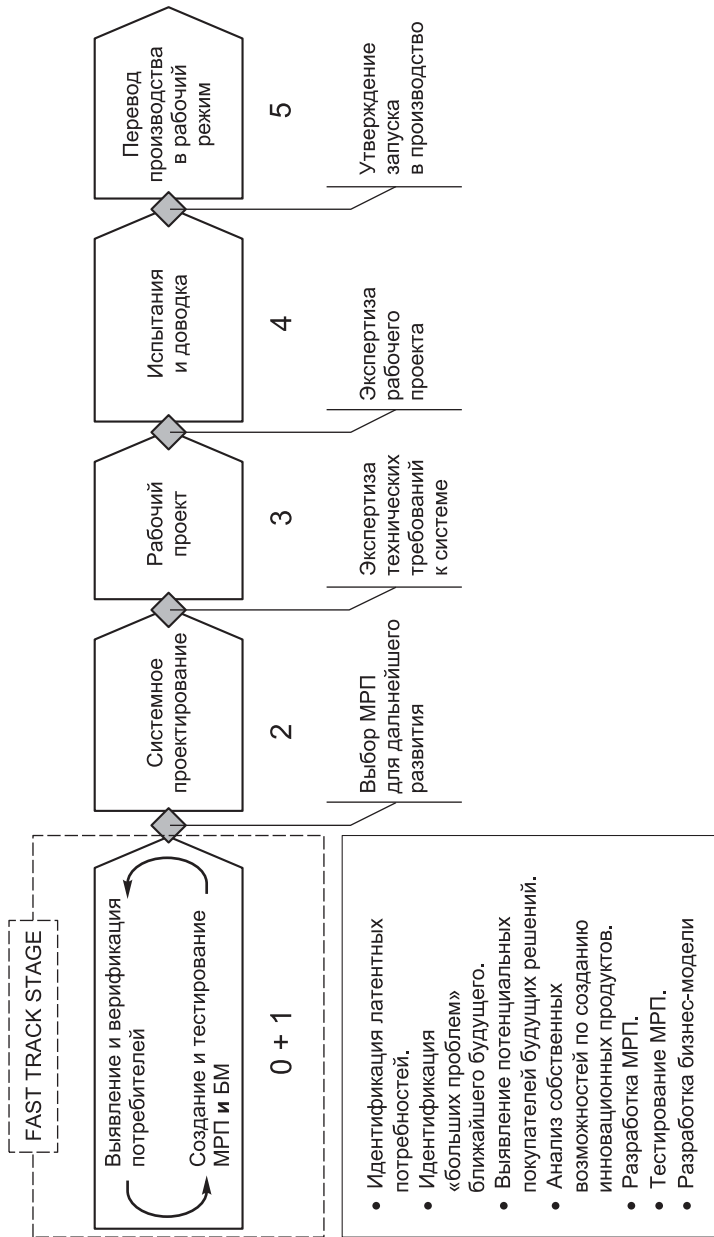 FAST TRACK STAGE
Выявление и верификация
потребителей
Создание и тестирование
МРП и БМ
0 + 1
Системное
проектирование
2
Рабочий
проект
3
Испытания
и доводка
4
Перевод
производства
в рабочий
режим
5
Выбор МРП
для дальнейшего
развития
Экспертиза
технических
требований
к системе
Экспертиза
рабочего
проекта
Утверждение
запуска
в производство
• Идентификация латентных
потребностей.
• Идентификация
«больших проблем»
ближайшего будущего.
• Выявление потенциальных
покупателей будущих решений.
• Анализ собственных
возможностей по созданию
инновационных продуктов.
• Разработка МРП.
• Тестирование МРП.
• Разработка бизнес-модели